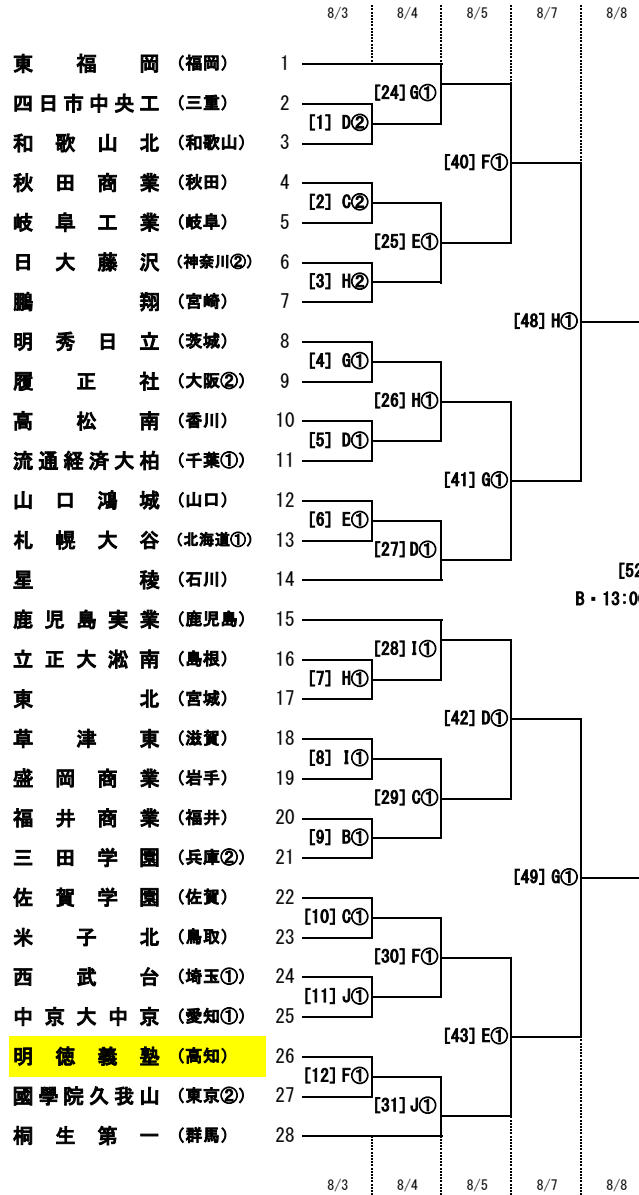 8/3 8/4 8/5 8/7 8/8
東福岡 (福岡) 1
[24] G①
四日市中央工 (三重) 2
[1] D②
和歌山北 (和歌山) 3
[40] F①
秋田商業 (秋田) 4
[2] C②
岐阜工業 (岐阜) 5
[25] E①
日大藤沢 (神奈川②) 6
[3] H②
鵬翔 (宮崎) 7
[48] H①
明秀日立 (茨城) 8
[4] G①
履正社 (大阪②) 9
[26] H①
高松南 (香川) 10
[5] D①
流通経済大柏 (千葉①) 11
[41] G①
山口鴻城 (山口) 12
[6] E①
札幌大谷 (北海道①) 13
[27] D①
星稜 (石川) 14
[52
B・13:0
鹿児島実業 (鹿児島) 15
[28] I①
立正大淞南 (島根) 16
[7] H①
東北 (宮城) 17
[42] D①
草津東 (滋賀) 18
[8] I①
盛岡商業 (岩手) 19
[29] C①
福井商業 (福井) 20
[9] B①
三田学園 (兵庫②) 21
[49] G①
佐賀学園 (佐賀) 22
[10] C①
米子北 (鳥取) 23
[30] F①
西武台 (埼玉①) 24
[11] J①
中京大中京 (愛知①) 25
[43] E①
明徳義塾 (高知) 26
[12] F①
國學院久我山 (東京②) 27
[31] J①
桐生第一 (群馬) 28
8/3 8/4 8/5 8/7 8/8